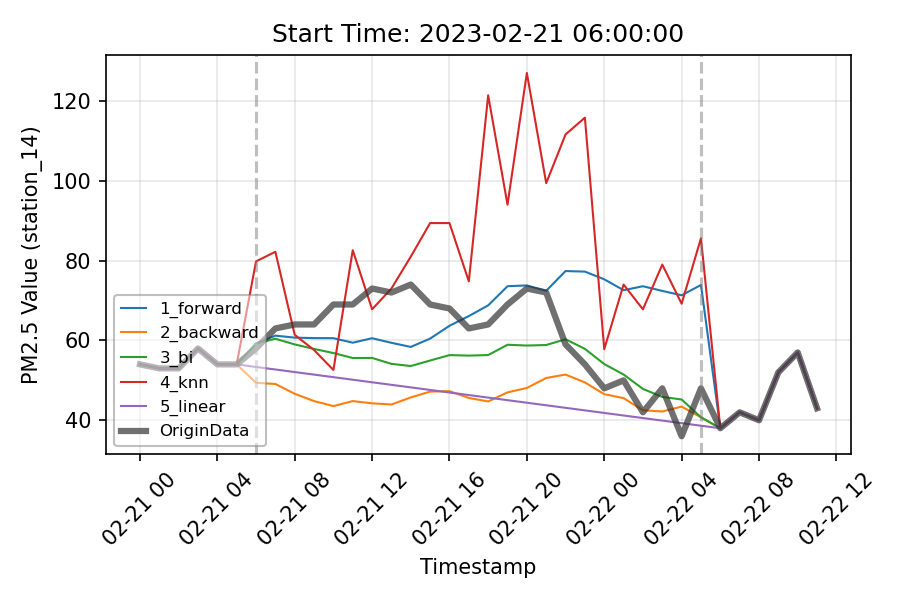 Start Time: 2023-02-21 06:00:00
PM2.5 Value (station_14)
120
100
80
60
40
1_forward
2_backward
3_bi
4_knn
5_linear
OriginData
02-21 00
02-21 04
02-21 08
02-21 12
02-21 16
02-21 20
02-22 00
02-22 04
02-22 08
02-22 12
Timestamp